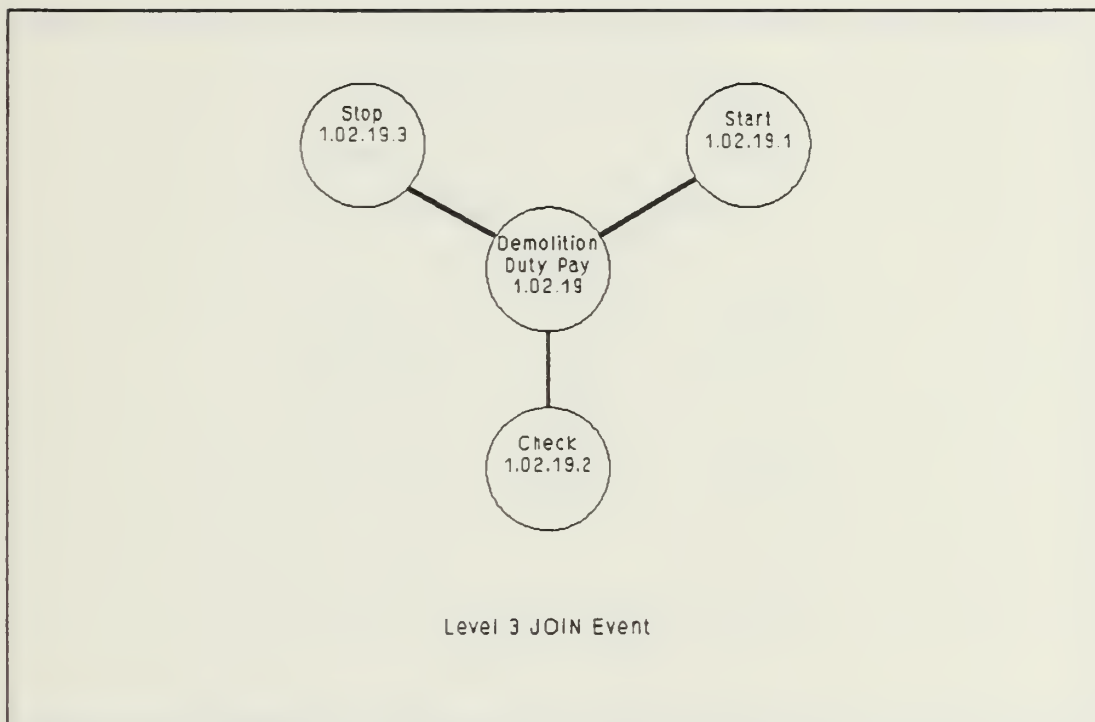 Stop
1.02.19.3
Start
1.02.19.1
Demolition
Duty Pay
1.02.19
Check
1.02.19.2
Level 3 JOIN Event